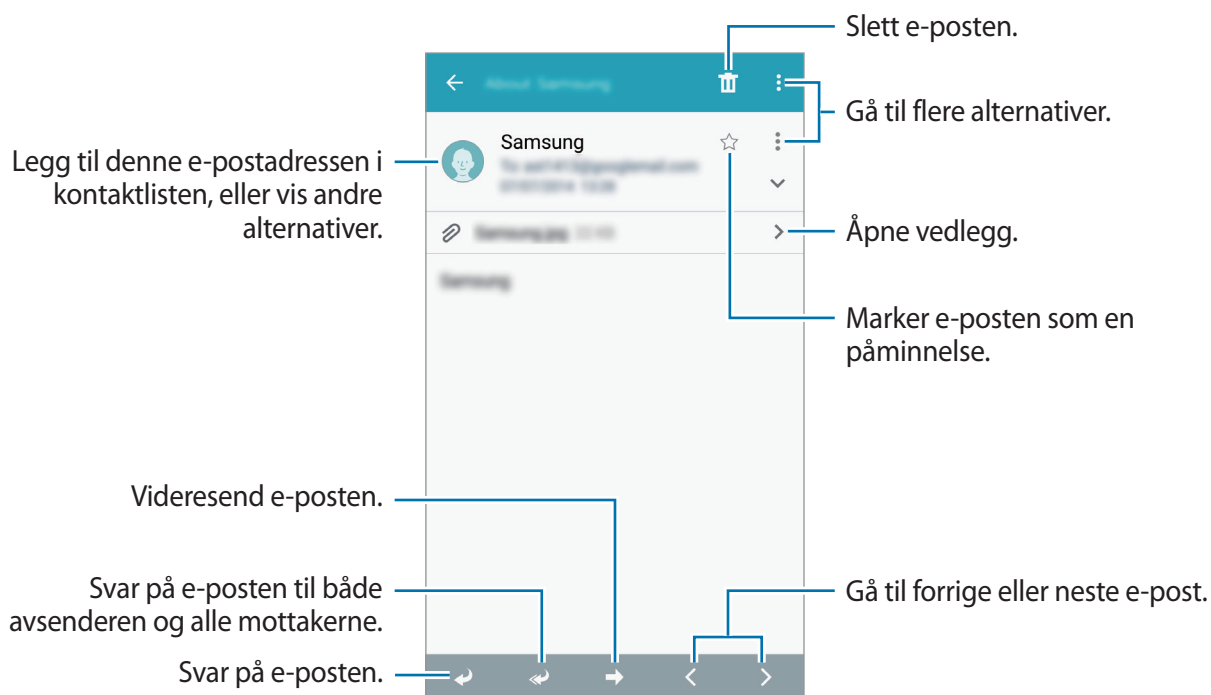 Slett e-posten.
Gå til flere alternativer.
Samsung
Legg til denne e-postadressen i
kontaktlisten, eller vis andre
alternativer.
Åpne vedlegg.
Marker e-posten som en
påminnelse.
Videresend e-posten.
Svar på e-posten til både
avsenderen og alle mottakerne.
Gå til forrige eller neste e-post.
Svar på e-posten.